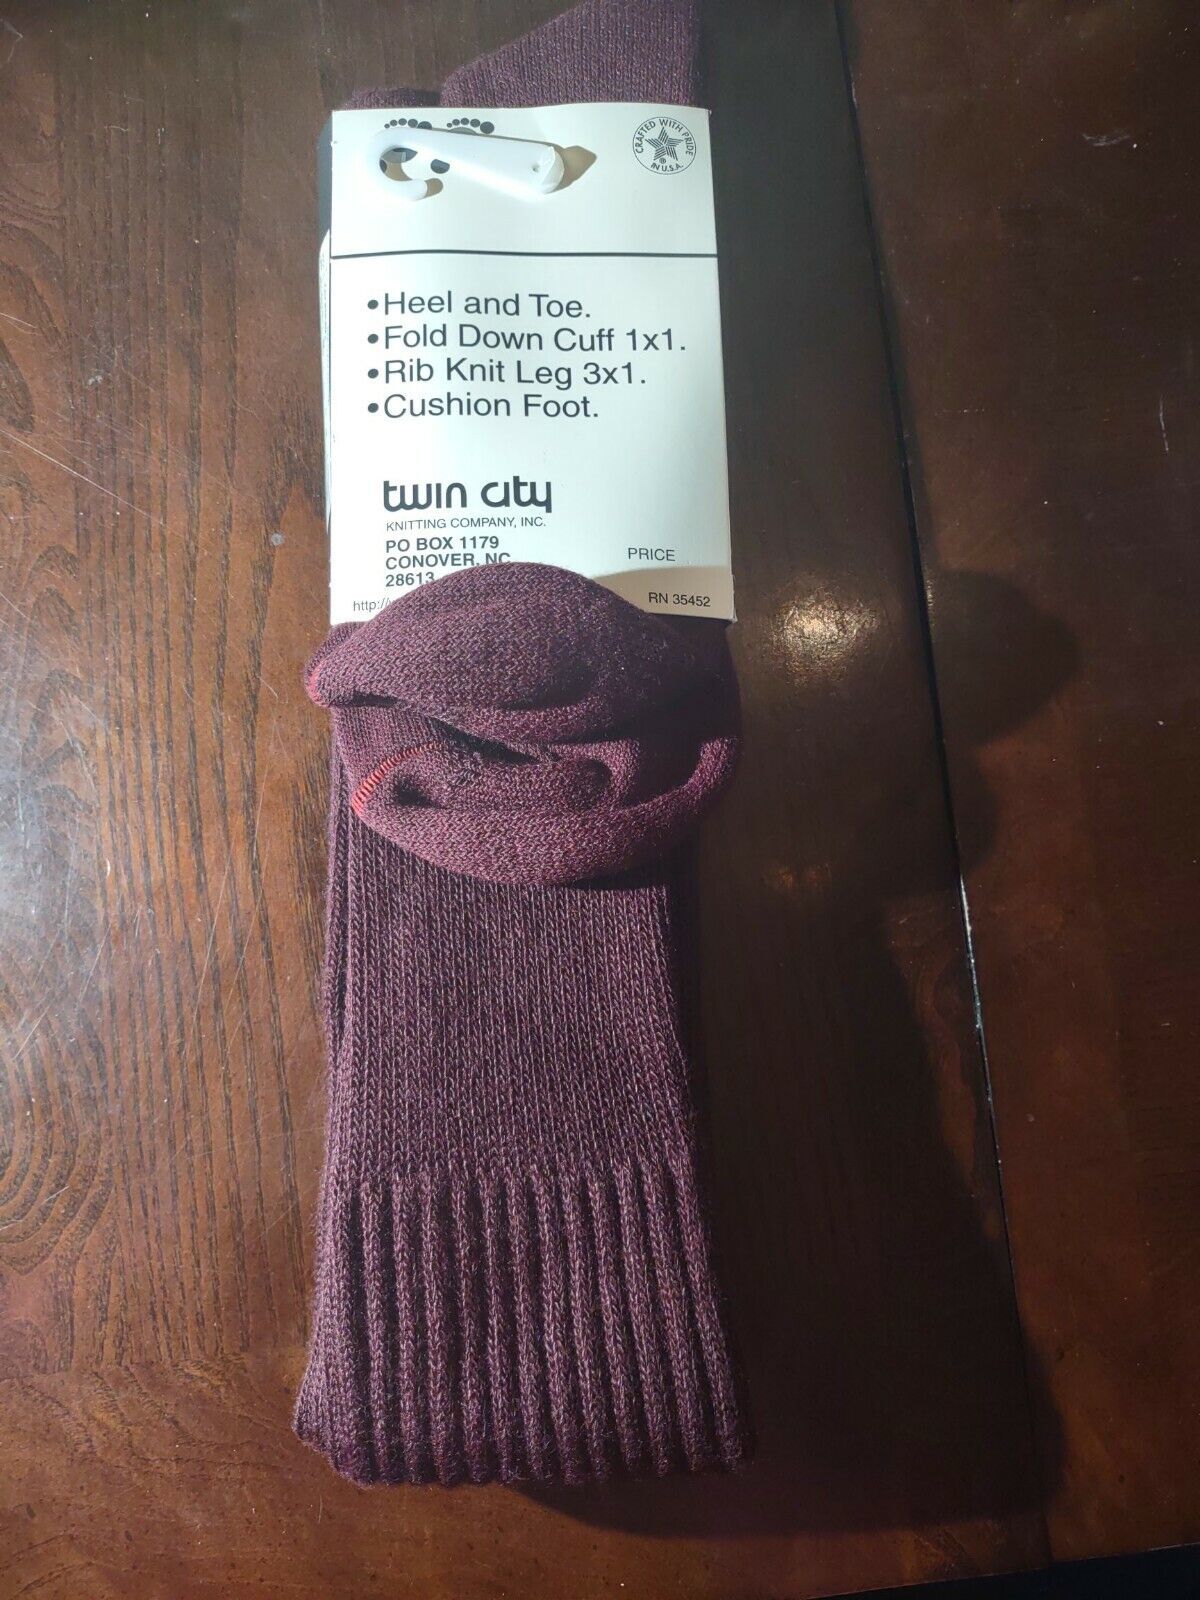 CRAFTED WITH PRIDE
IN U.S.A.
®
•Heel and Toe.
•Fold Down Cuff 1x1.
•Rib Knit Leg 3x1.
•Cushion Foot.
twin city
KNITTING COMPANY, INC.
PO BOX 1179
CONOVER, NC
28613
PRICE
http:/
RN 35452